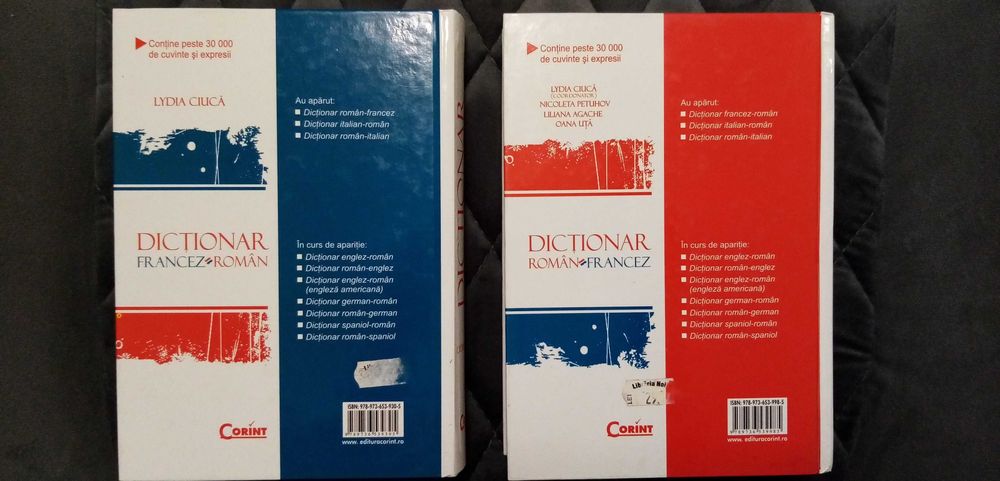 Conține peste 30 000
de cuvinte și expresii
LYDIA CIUCĂ
DICTIONAR
FRANCEZ ROMÂN
CORINT
Au apărut:
Dicționar român-francez
Dicționar italian-român
Dicționar român-italian
În curs de apariție:
Dicționar englez-român
Dicționar român-englez
Dicționar englez-român
(engleză americană)
Dicționar german-român
Dicționar român-german
Dicționar spaniol-român
Dicționar român-spaniol
ISBN: 978-973-653-930-5
9789736539305
www.edituracorint.ro
DICTIONAR
Conține peste 30 000
de cuvinte și expresii
LYDIA CIUCĂ
(COORDONATOR)
NICOLETA PETUHOV
LILIANA AGACHE
OANA UȚĂ
DICTIONAR
ROMÂN FRANCEZ
Librăria Noi
LEI
CORINT
Au apărut:
Dicționar francez-român
Dicționar italian-român
Dicționar român-italian
În curs de apariție:
Dicționar englez-român
Dicționar român-englez
Dicționar englez-român
(engleză americană)
Dicționar german-român
Dicționar român-german
Dicționar spaniol-român
Dicționar român-spaniol
ISBN: 978-973-653-998-5
www.edituracorint.ro